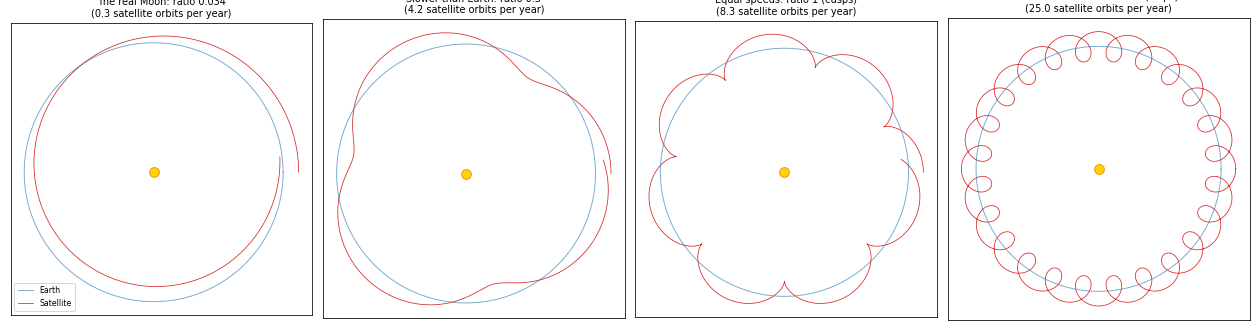 The real Moon: ratio 0.034
(0.3 satellite orbits per year)
Slower than Earth: ratio 0.5
(4.2 satellite orbits per year)
Equal speeds: ratio 1 (cusps)
(8.3 satellite orbits per year)
(25.0 satellite orbits per year)
Earth
Satellite